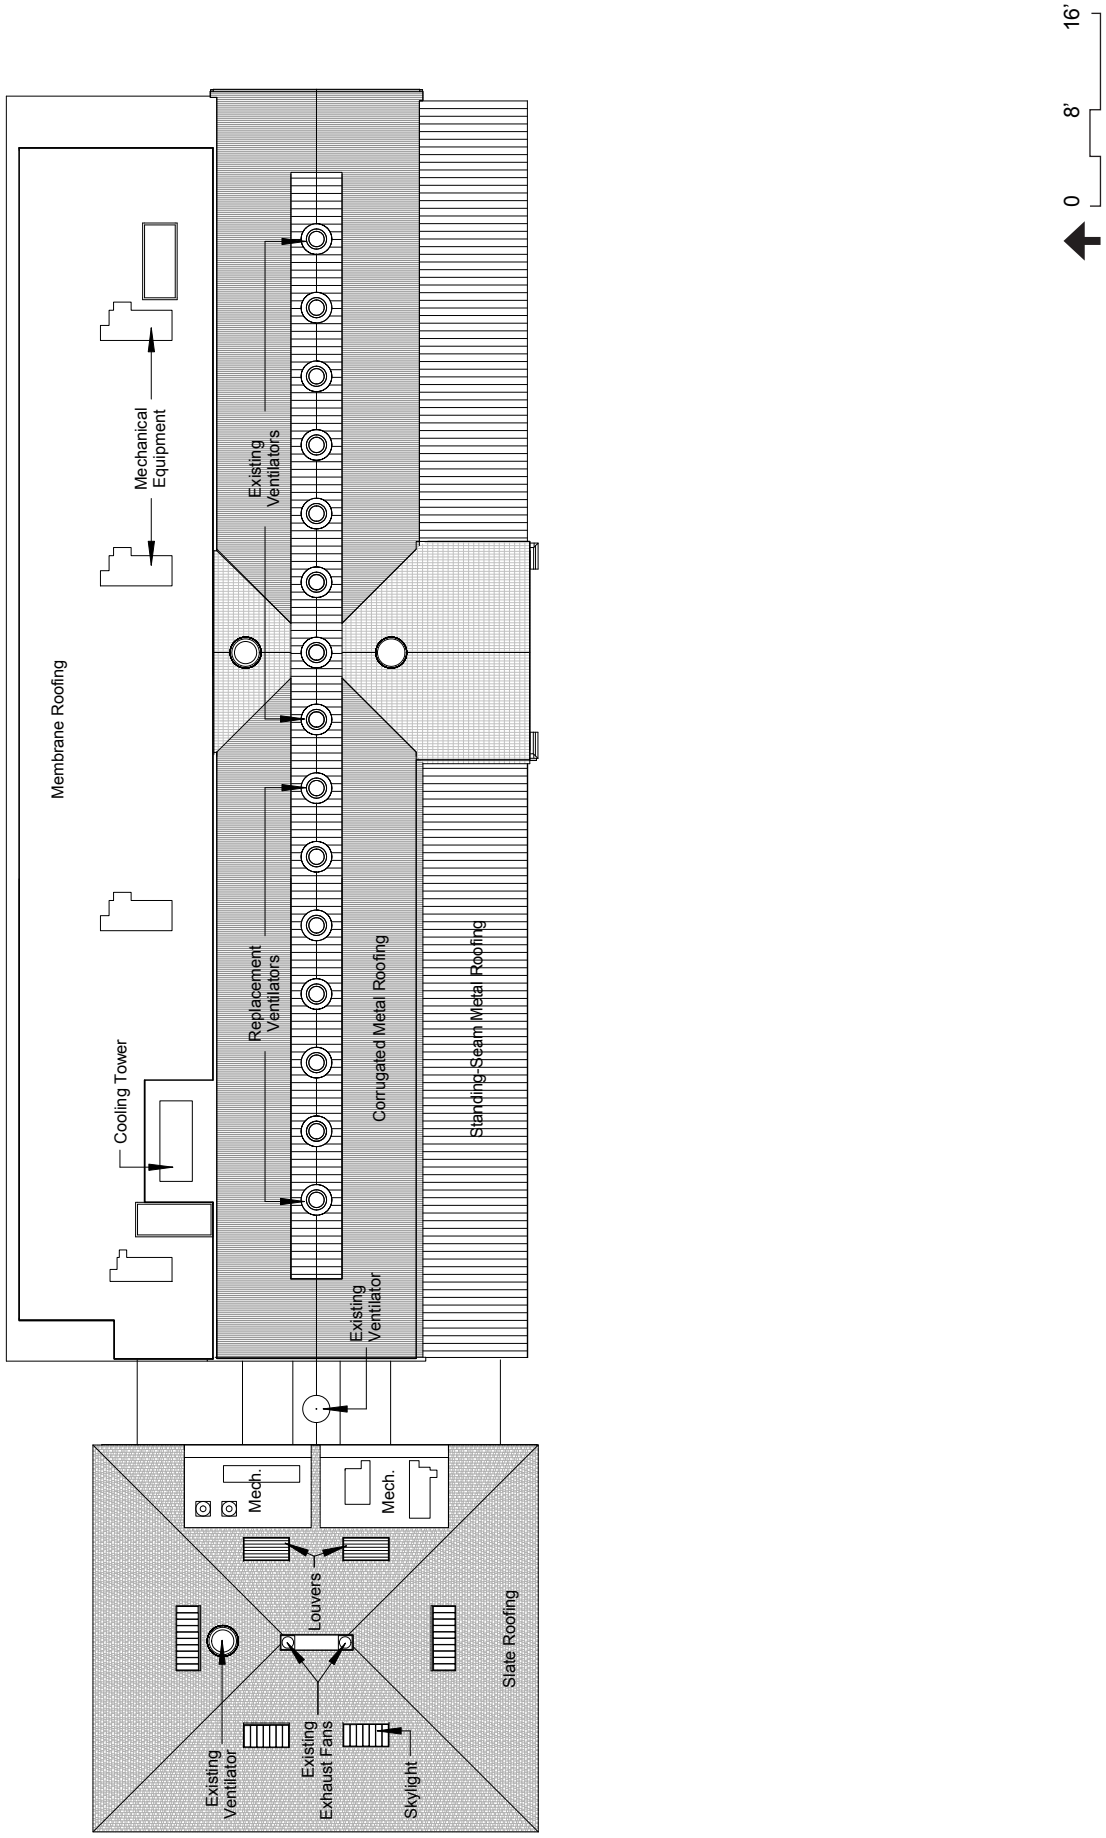 Membrane Roofing
Mechanical
Equipment
Cooling Tower
Existing
Ventilators
Replacement
Ventilators
Corrugated Metal Roofing
Standing-Seam Metal Roofing
Existing
Ventilator
Mech.
Mech.
Louvers
Existing
Ventilator
Existing
Exhaust Fans
Skylight
Slate Roofing
0
8'
16'